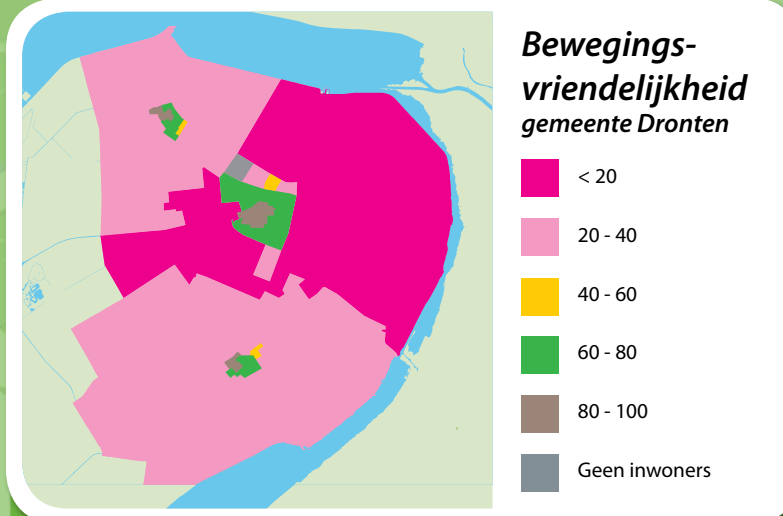 Bewegings-
vriendelijkheid
gemeente Dronten
< 20
20 - 40
40 - 60
60 - 80
80 - 100
Geen inwoners